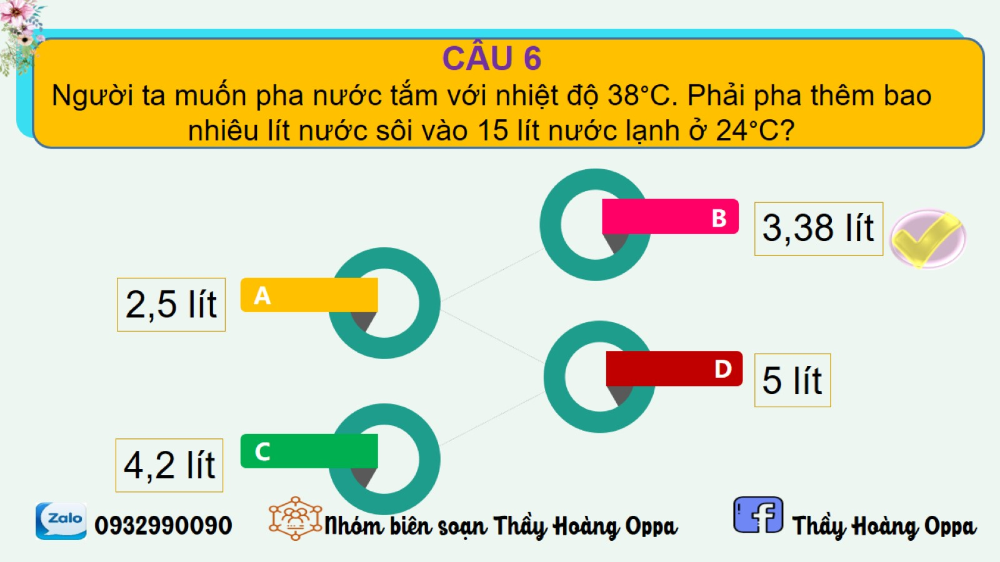 CÂU 6
Người ta muốn pha nước tắm với nhiệt độ 38°C. Phải pha thêm bao
nhiêu lít nước sôi vào 15 lít nước lạnh ở 24°C?
B
3,38 lít
A
2,5 lít
D
5 lít
C
4,2 lít
Zalo
0932990090
Nhóm biên soạn Thầy Hoàng Oppa
Thầy Hoàng Oppa